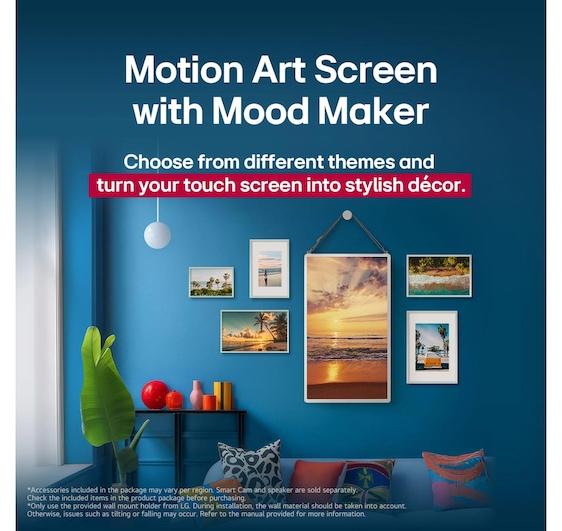 Motion Art Screen
with Mood Maker
Choose from different themes and
turn your touch screen into stylish décor.
*Accessories included in the package may vary per region. Smart Cam and speaker are sold separately.
Check the included items in the product package before purchasing.
*Only use the provided wall mount holder from LG. During installation, the wall material should be taken into account.
Otherwise, issues such as tilting or falling may occur. Refer to the manual provided for more information.